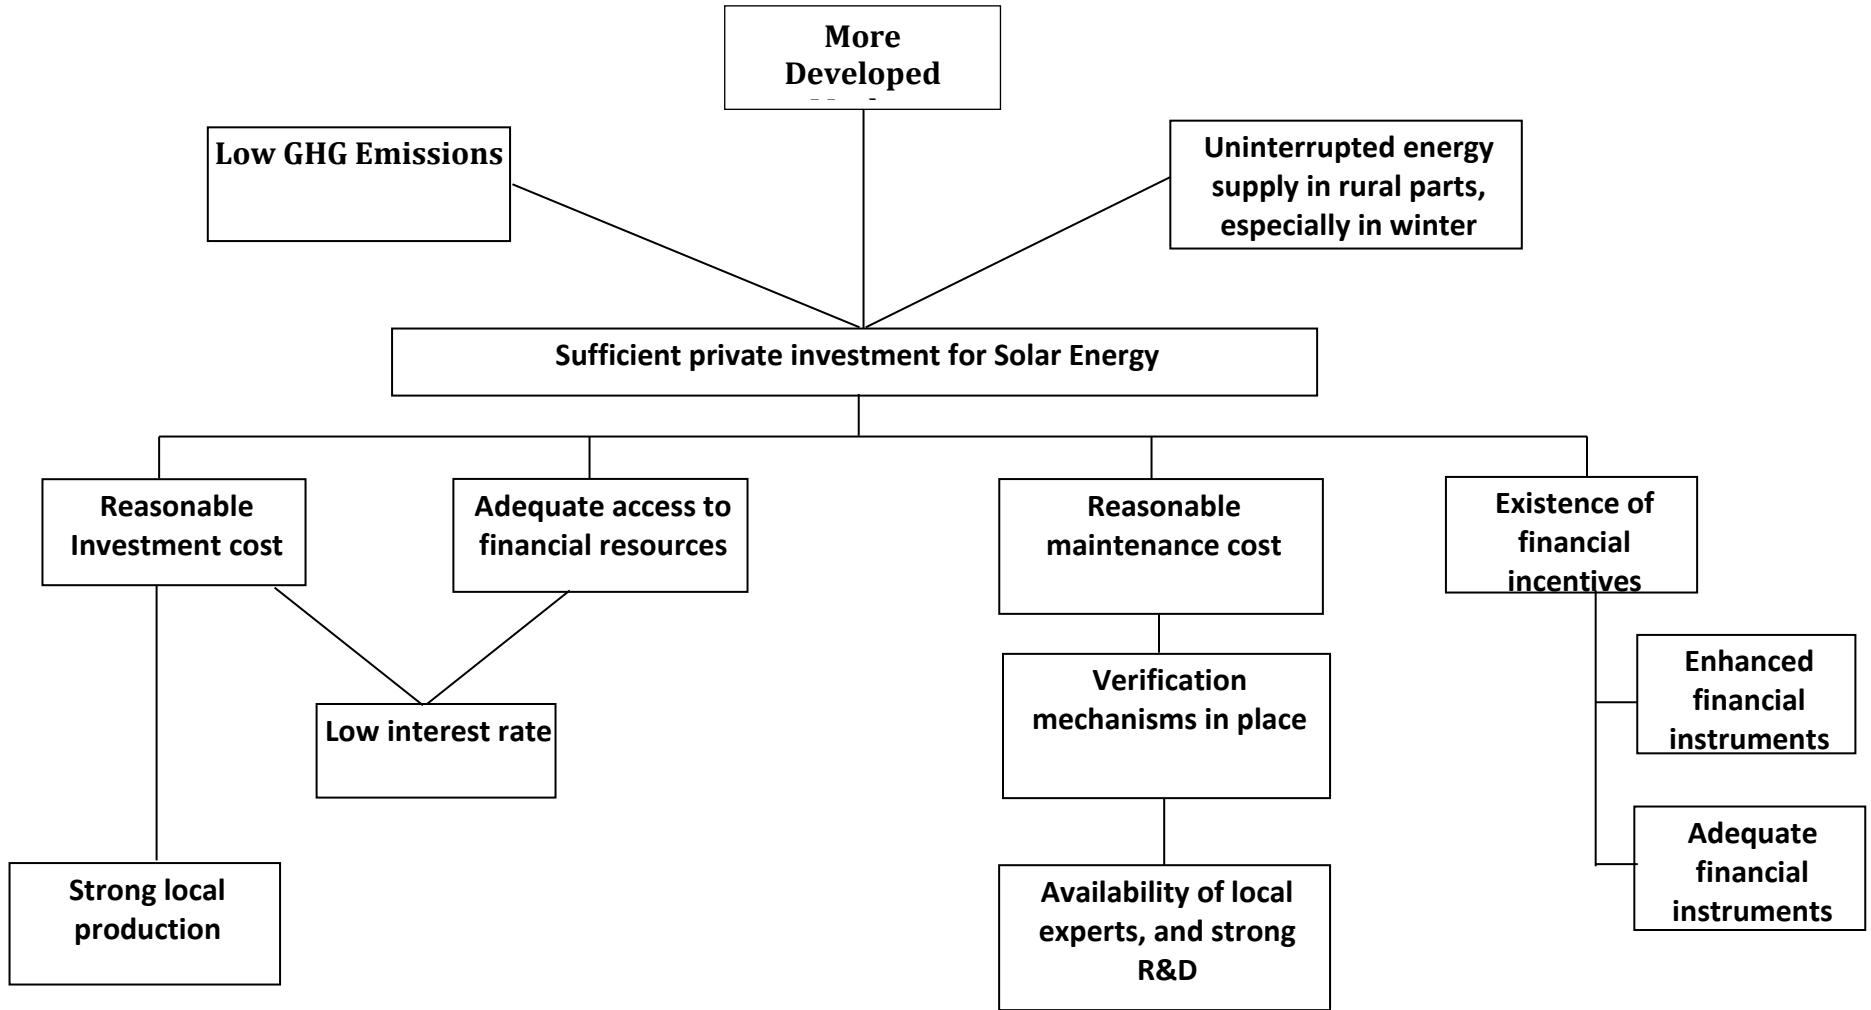 More
Developed
Low GHG Emissions
Uninterrupted energy
supply in rural parts,
especially in winter
Sufficient private investment for Solar Energy
Reasonable
Investment cost
Adequate access to
financial resources
Reasonable
maintenance cost
Existence of
financial
incentives
Low interest rate
Verification
mechanisms in place
Enhanced
financial
instruments
Strong local
production
Availability of local
experts, and strong
R&D
Adequate
financial
instruments